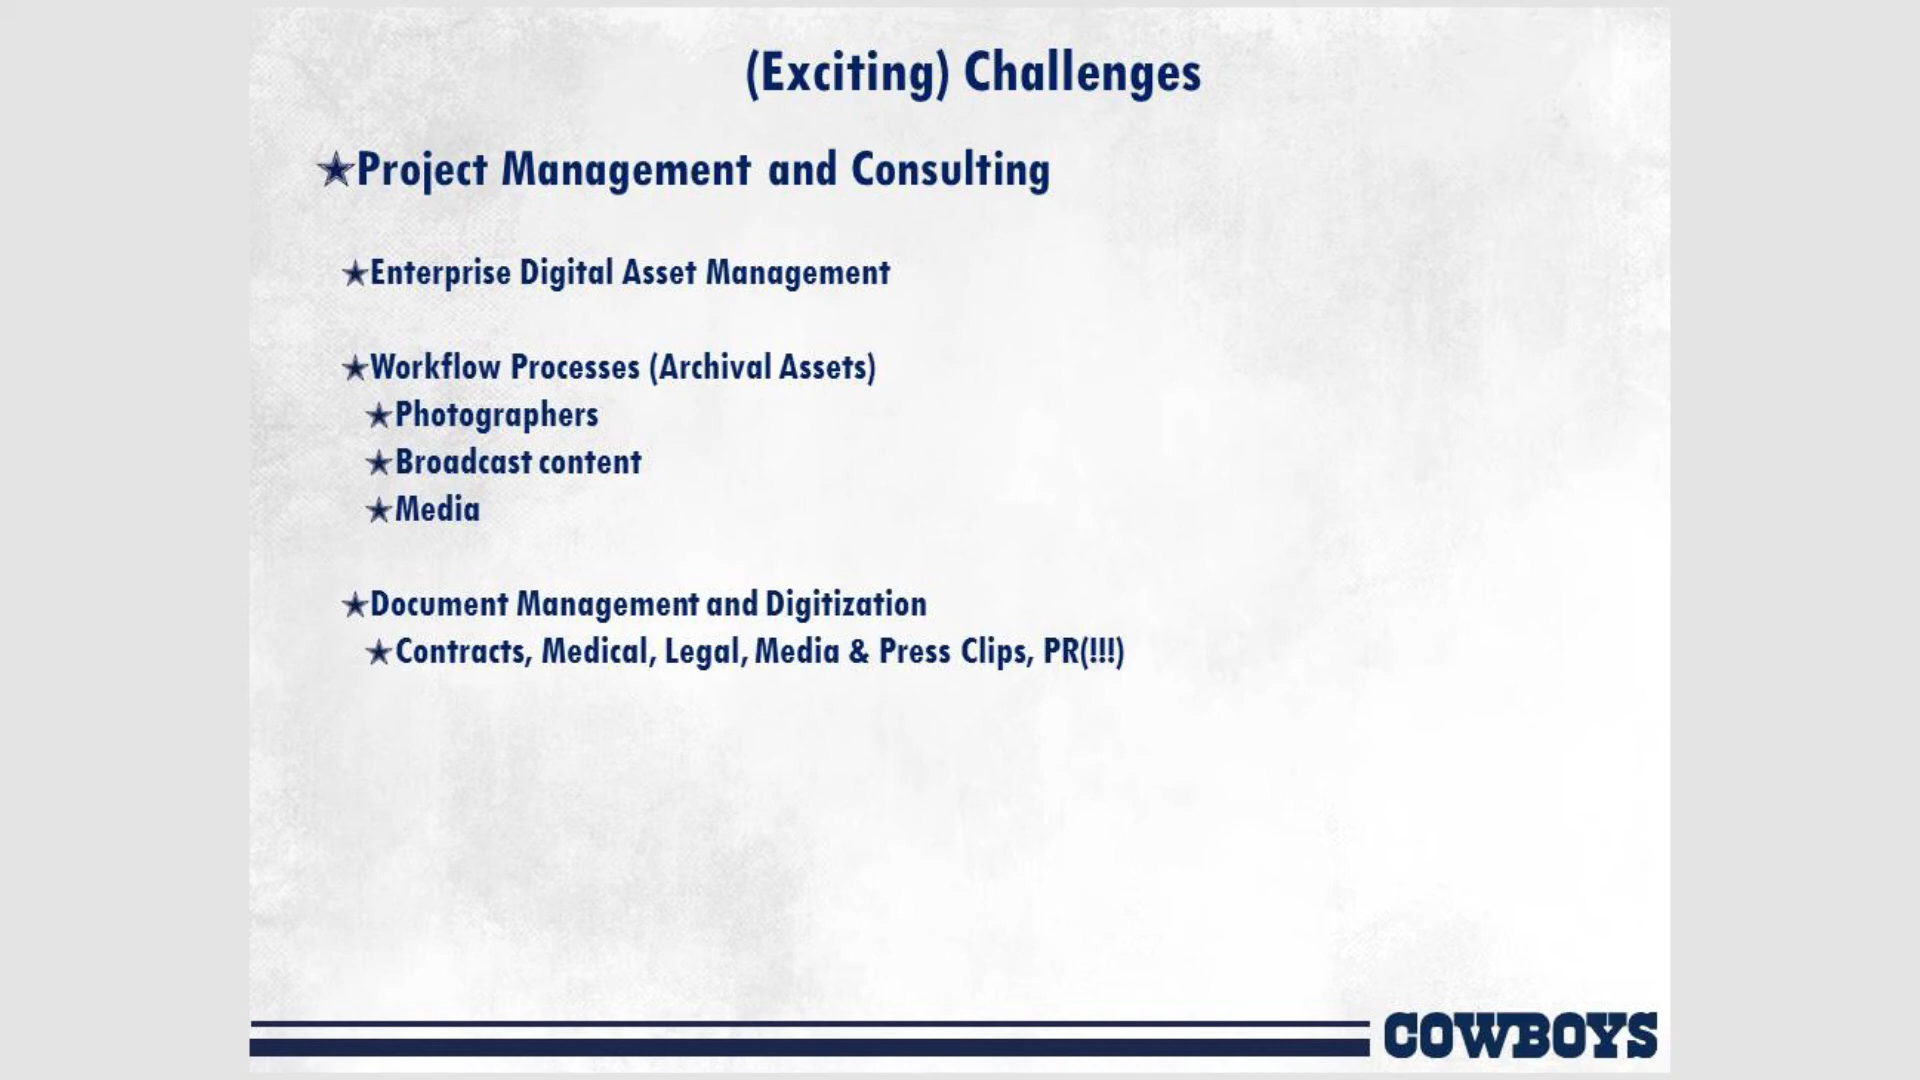 (Exciting) Challenges
★Project Management and Consulting
★Enterprise Digital Asset Management
★Workflow Processes (Archival Assets)
★Photographers
★Broadcast content
★Media
★Document Management and Digitization
★Contracts, Medical, Legal, Media & Press Clips, PR(!!!)
COWBOYS